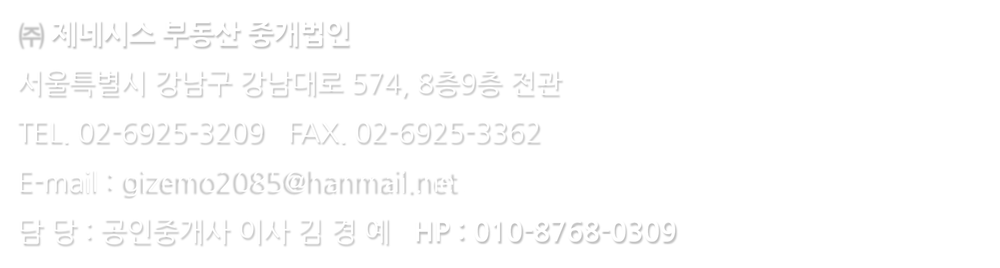 ㈜ 제네시스 부동산 중개법인
서울특별시 강남구 강남대로 574, 8층9층 전관
TEL. 02-6925-3209 FAX. 02-6925-3362
E-mail : gizemo2085@hanmail.net
담 당 : 공인중개사 이사 김 경 예 HP : 010-8768-0309